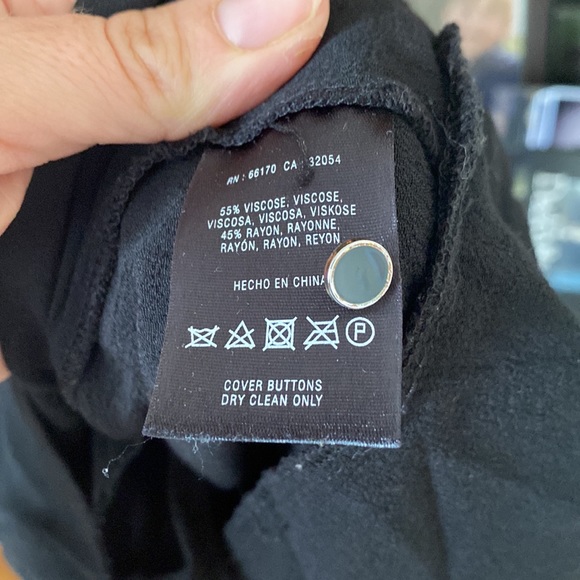 RN : 66170 CA : 32054
55% VISCOSE, VISCOSE,
VISCOSA, VISCOSA, VISKOSE
45% RAYON, RAYONNE,
RAYÓN, RAYON, REYON
HECHO EN CHINA
P
COVER BUTTONS
DRY CLEAN ONLY